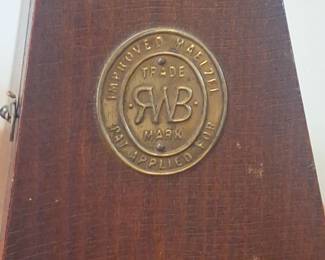 IMPROVED MAELZEL
TRADE
RWB
MARK
PAT APPLIED FOR